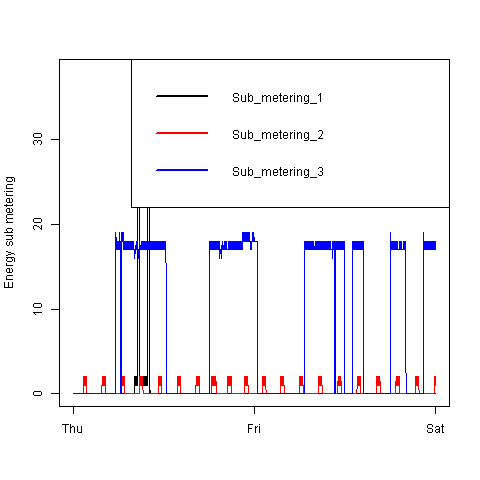 Sub_metering_1
Sub_metering_2
Sub_metering_3
Energy sub metering
30
20
10
0
Thu
Fri
Sat